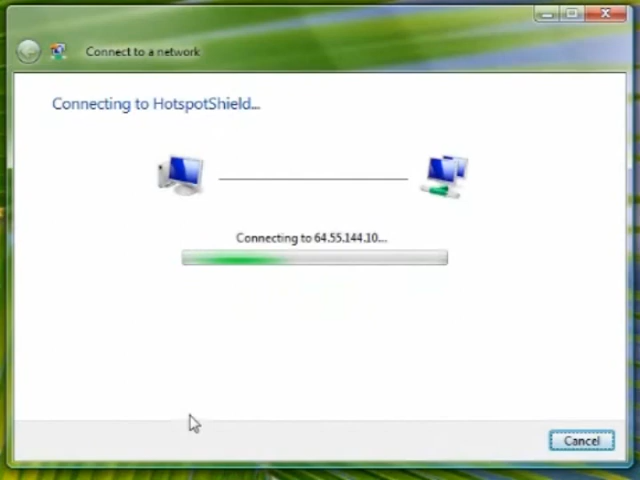 Connect to a network
Connecting to HotspotShield...
Connecting to 64.55.144.10...
Cancel